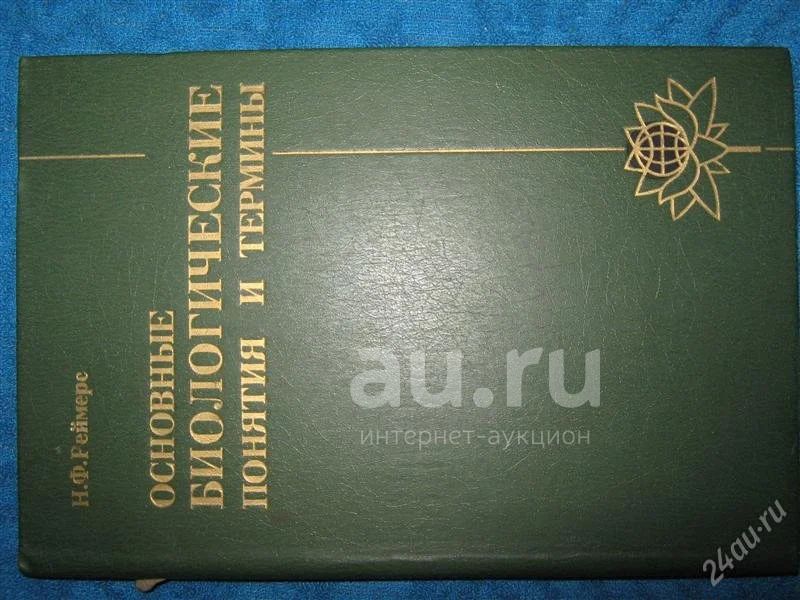 Н.Ф.Реймерс
ОСНОВНЫЕ
БИОЛОГИЧЕСКИЕ
ПОНЯТИЯ И ТЕРМИНЫ
au.ru
интернет-аукцион
24au.ru